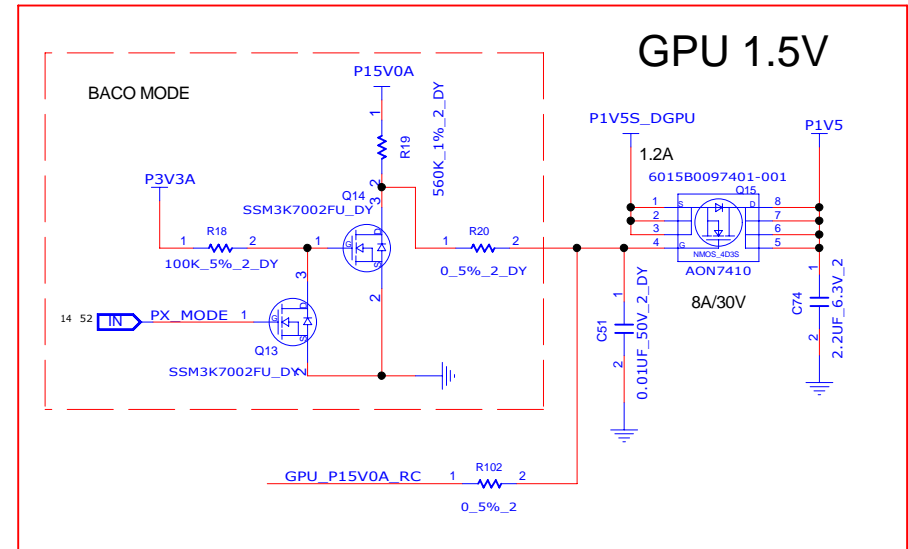 GPU 1.5V
BACO MODE
P15V0A
1
R19
560K_1%_2_DY
2
P3V3A
Q14
3
SSM3K7002FU_DY
D
G
S
1
R18
2
1
100K_5%_2_DY
2
1
R20
2
0_5%_2_DY
14 52
IN
PX_MODE
1
3
D
G
S
Q13
2
SSM3K7002FU_DY
P1V5S_DGPU
P1V5
1.2A
6015B0097401-001
Q15
1
S
D
8
2
7
3
6
4
G
5
NMOS_4D3S
AON7410
8A/30V
1
C51
2
0.01UF_50V_2_DY
1
C74
2
2.2UF_6.3V_2
GPU_P15V0A_RC
1
R102
2
0_5%_2